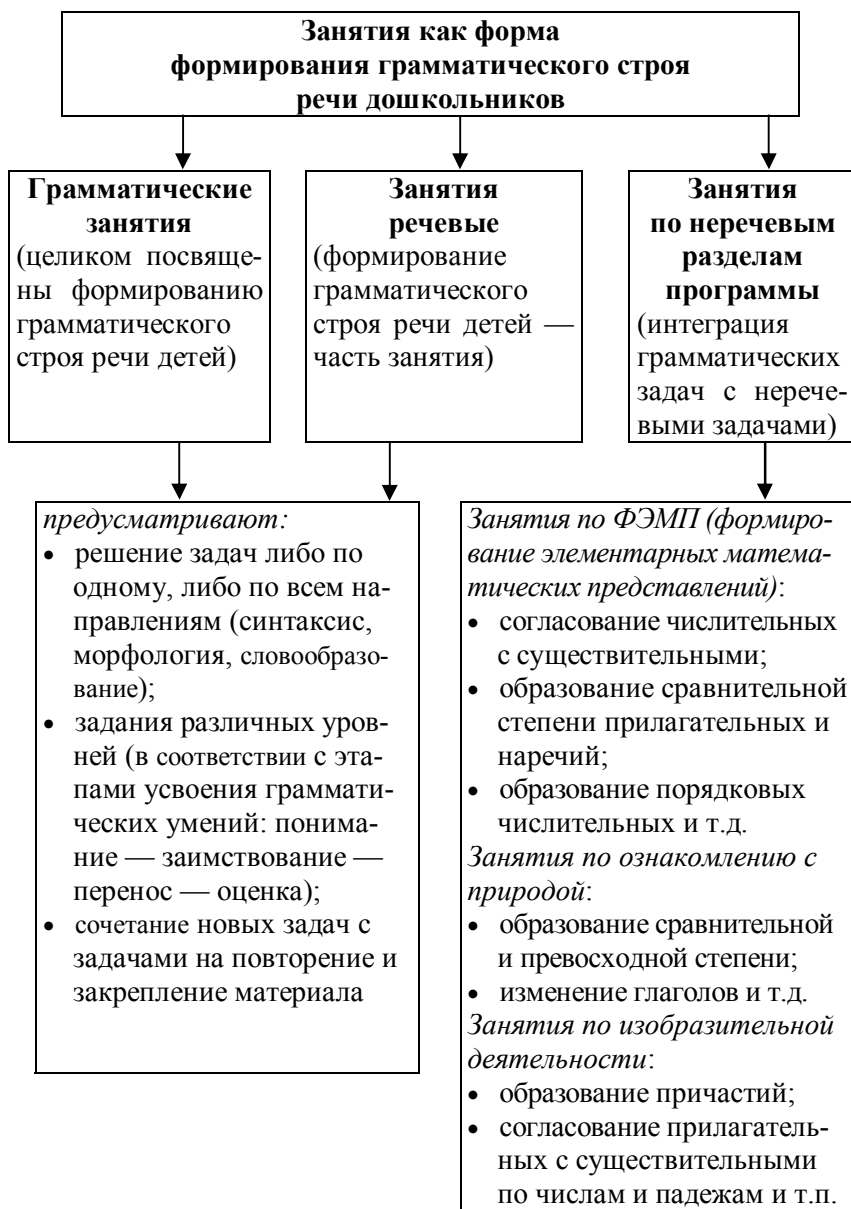 Занятия как форма
формирования грамматического строя
речи дошкольников
Грамматические
занятия
(целиком посвяще-
ны формированию
грамматического
строя речи детей)
Занятия
речевые
(формирование
грамматического
строя речи детей —
часть занятия)
Занятия
по неречевым
разделам
программы
(интеграция
грамматических
задач с нерече-
выми задачами)
предусматривают:
• решение задач либо по
одному, либо по всем на-
правлениям (синтаксис,
морфология, словообразо-
вание);
• задания различных уров-
ней (в соответствии с эта-
пами усвоения граммати-
ческих умений: понима-
ние — заимствование —
перенос — оценка);
• сочетание новых задач с
задачами на повторение и
закрепление материала
Занятия по ФЭМП (формиро-
вание элементарных матема-
тических представлений):
• согласование числительных
с существительными;
• образование сравнительной
степени прилагательных и
наречий;
• образование порядковых
числительных и т.д.
Занятия по ознакомлению с
природой:
• образование сравнительной
и превосходной степени;
• изменение глаголов и т.д.
Занятия по изобразительной
деятельности:
• образование причастий;
• согласование прилагатель-
ных с существительными
по числам и падежам и т.п.